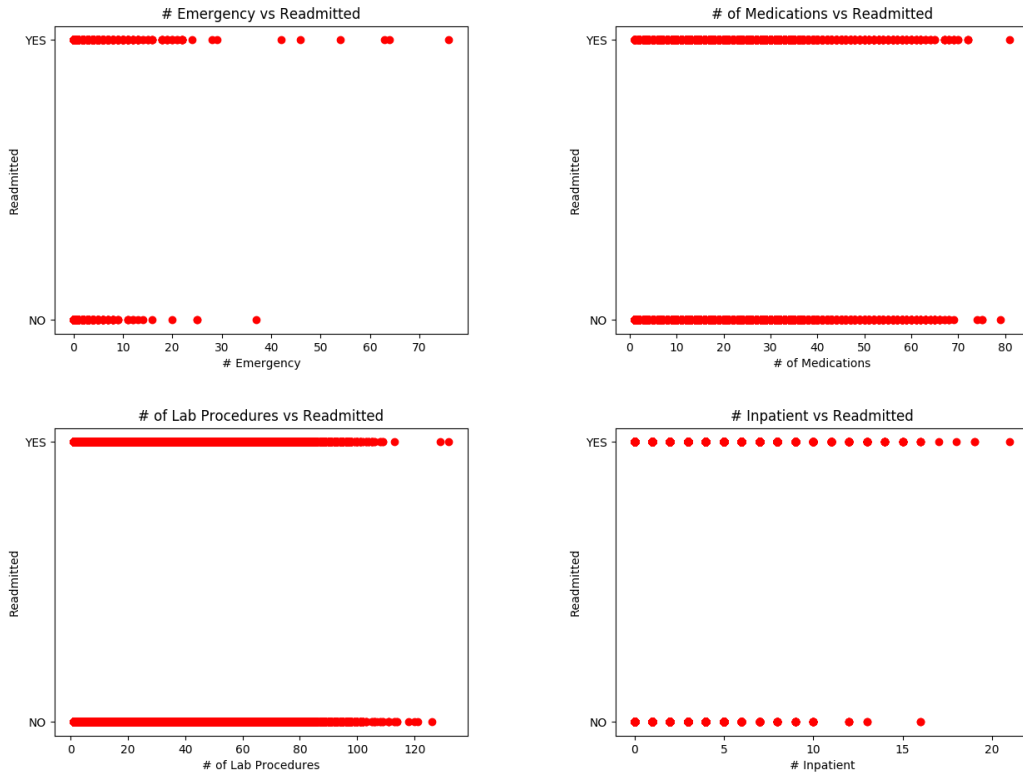 # Emergency vs Readmitted
YES
Readmitted
NO
0 10 20 30 40 50 60 70
# Emergency
# of Medications vs Readmitted
YES
Readmitted
NO
0 10 20 30 40 50 60 70 80
# of Medications
# of Lab Procedures vs Readmitted
YES
Readmitted
NO
0 20 40 60 80 100 120
# of Lab Procedures
# Inpatient vs Readmitted
YES
Readmitted
NO
0 5 10 15 20
# Inpatient